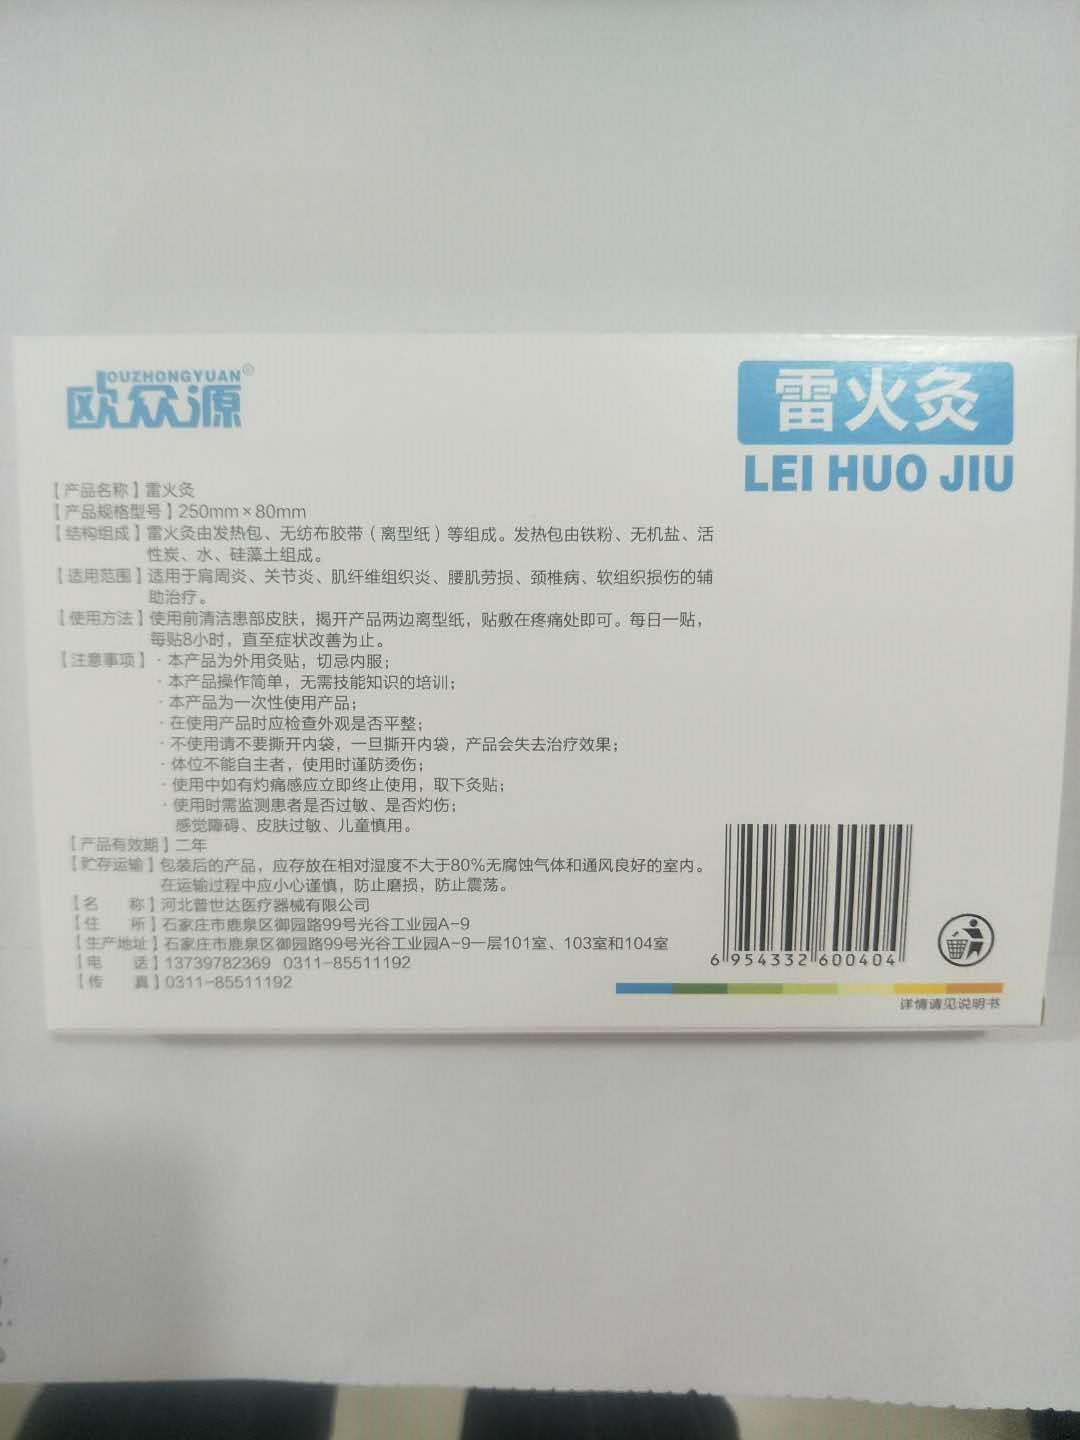 OUZHONGYUAN®
欧众源
雷火灸
LEI HUO JIU
【产品名称】雷火灸
【产品规格型号】250mm×80mm
【结构组成】雷火灸由发热包、无纺布胶带（离型纸）等组成。发热包由铁粉、无机盐、活
性炭、水、硅藻土组成。
【适用范围】适用于肩周炎、关节炎、肌纤维组织炎、腰肌劳损、颈椎病、软组织损伤的辅
助治疗。
【使用方法】使用前清洁患部皮肤，揭开产品两边离型纸，贴敷在疼痛处即可。每日一贴，
每贴8小时，直至症状改善为止。
【注意事项】·本产品为外用灸贴，切忌内服；
·本产品操作简单，无需技能知识的培训；
·本产品为一次性使用产品；
·在使用产品时应检查外观是否平整；
·不使用请不要撕开内袋，一旦撕开内袋，产品会失去治疗效果；
·体位不能自主者，使用时谨防烫伤；
·使用中如有灼痛感应立即终止使用，取下灸贴；
·使用时需监测患者是否过敏、是否灼伤；
感觉障碍、皮肤过敏、儿童慎用。
【产品有效期】二年
【贮存运输】包装后的产品，应存放在相对湿度不大于80%无腐蚀气体和通风良好的室内。
在运输过程中应小心谨慎，防止磨损，防止震荡。
【名　　称】河北普世达医疗器械有限公司
【住　　所】石家庄市鹿泉区御园路99号光谷工业园A-9
【生产地址】石家庄市鹿泉区御园路99号光谷工业园A-9一层101室、103室和104室
【电　　话】13739782369 0311-85511192
【传　　真】0311-85511192
6 954332 600404
详情请见说明书